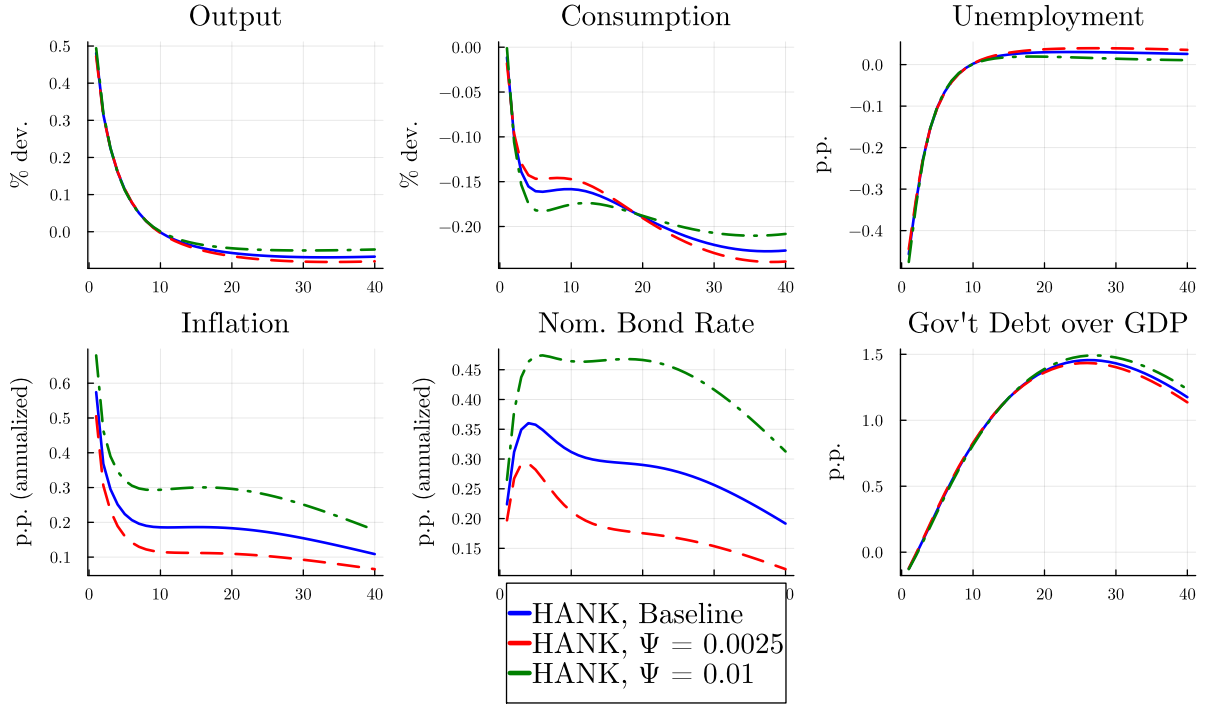 Output
Consumption
Unemployment
% dev.
0.5
0.4
0.3
0.2
0.1
0.0
0 10 20 30 40
% dev.
0.00
−0.05
−0.10
−0.15
−0.20
0 10 20 30 40
p.p.
0.0
−0.1
−0.2
−0.3
−0.4
0 10 20 30 40
Inflation
Nom. Bond Rate
Gov't Debt over GDP
p.p. (annualized)
0.6
0.5
0.4
0.3
0.2
0.1
0 10 20 30 40
p.p. (annualized)
0.45
0.40
0.35
0.30
0.25
0.20
0.15
0
p.p.
1.5
1.0
0.5
0.0
0 10 20 30 40
HANK, Baseline
HANK, Ψ = 0.0025
HANK, Ψ = 0.01